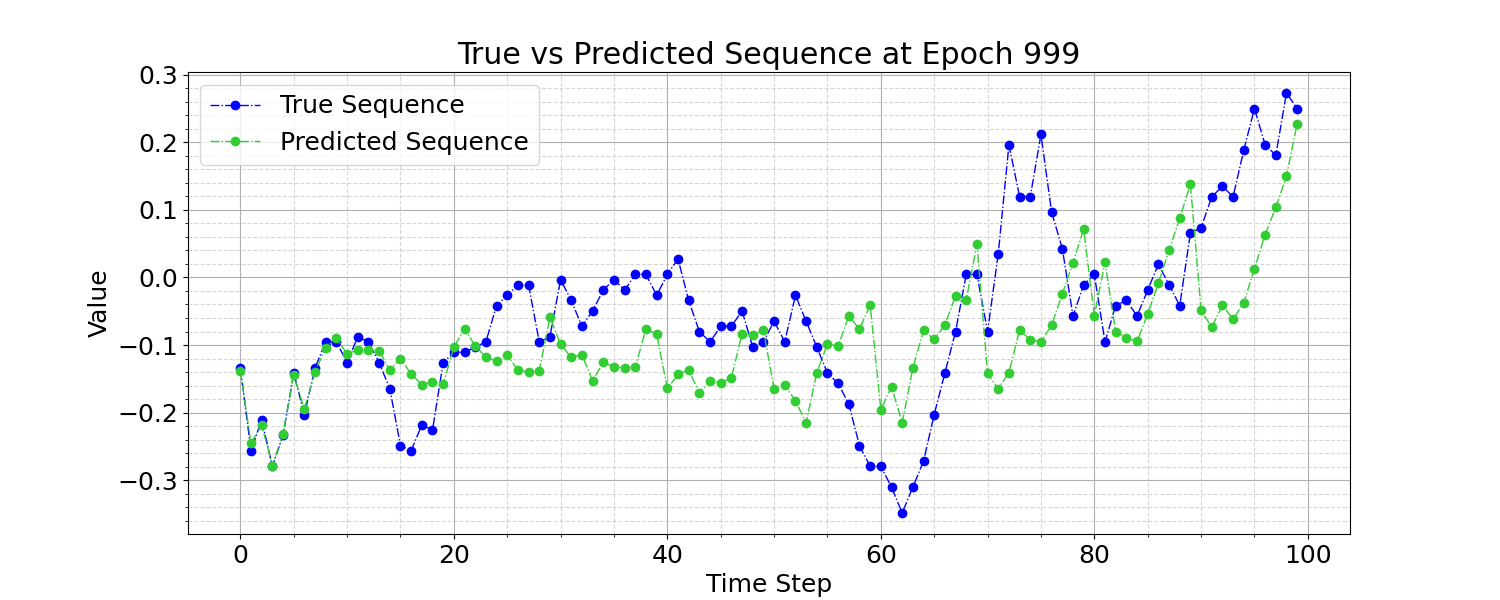 True vs Predicted Sequence at Epoch 999
True Sequence
Predicted Sequence
Value
0.3
0.2
0.1
0.0
−0.1
−0.2
−0.3
0 20 40 60 80 100
Time Step